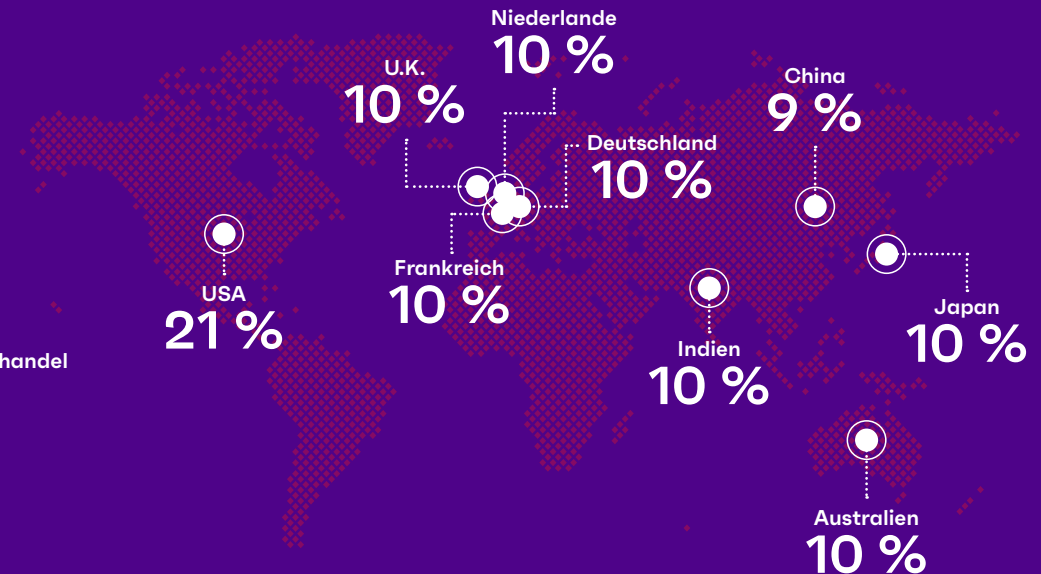 Niederlande
10 %
U.K.
10 %
China
9 %
Deutschland
10 %
Frankreich
10 %
USA
21 %
Japan
10 %
Indien
10 %
handel
Australien
10 %